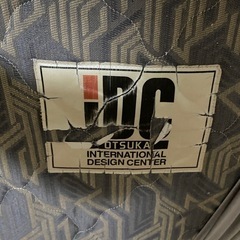 iDC
OTSUKA
INTERNATIONAL
DESIGN CENTER